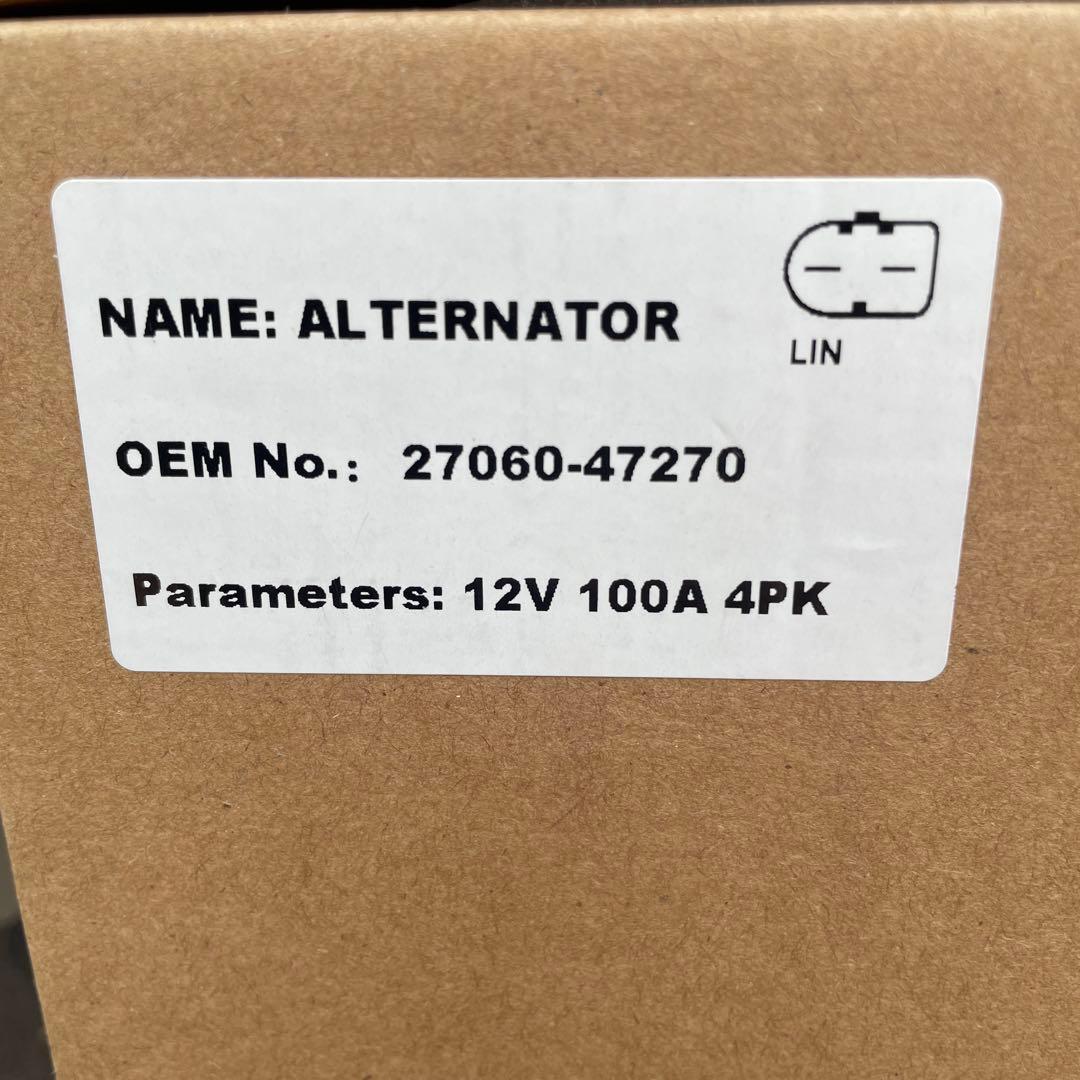 NAME: ALTERNATOR
LIN
OEM No.: 27060-47270
Parameters: 12V 100A 4PK